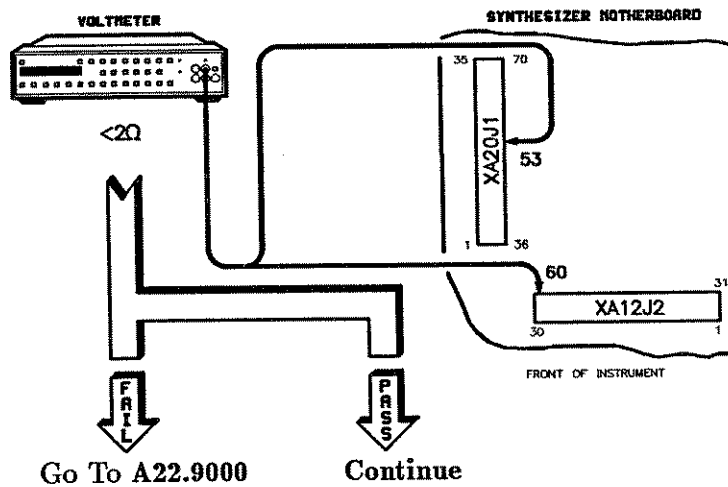 VOLTMETER
SYNTHESIZER MOTHERBOARD
<2Ω
35
70
XA20J1
53
1
36
60
31
XA12J2
30
1
FRONT OF INSTRUMENT
FAIL
PASS
Go To A22.9000
Continue